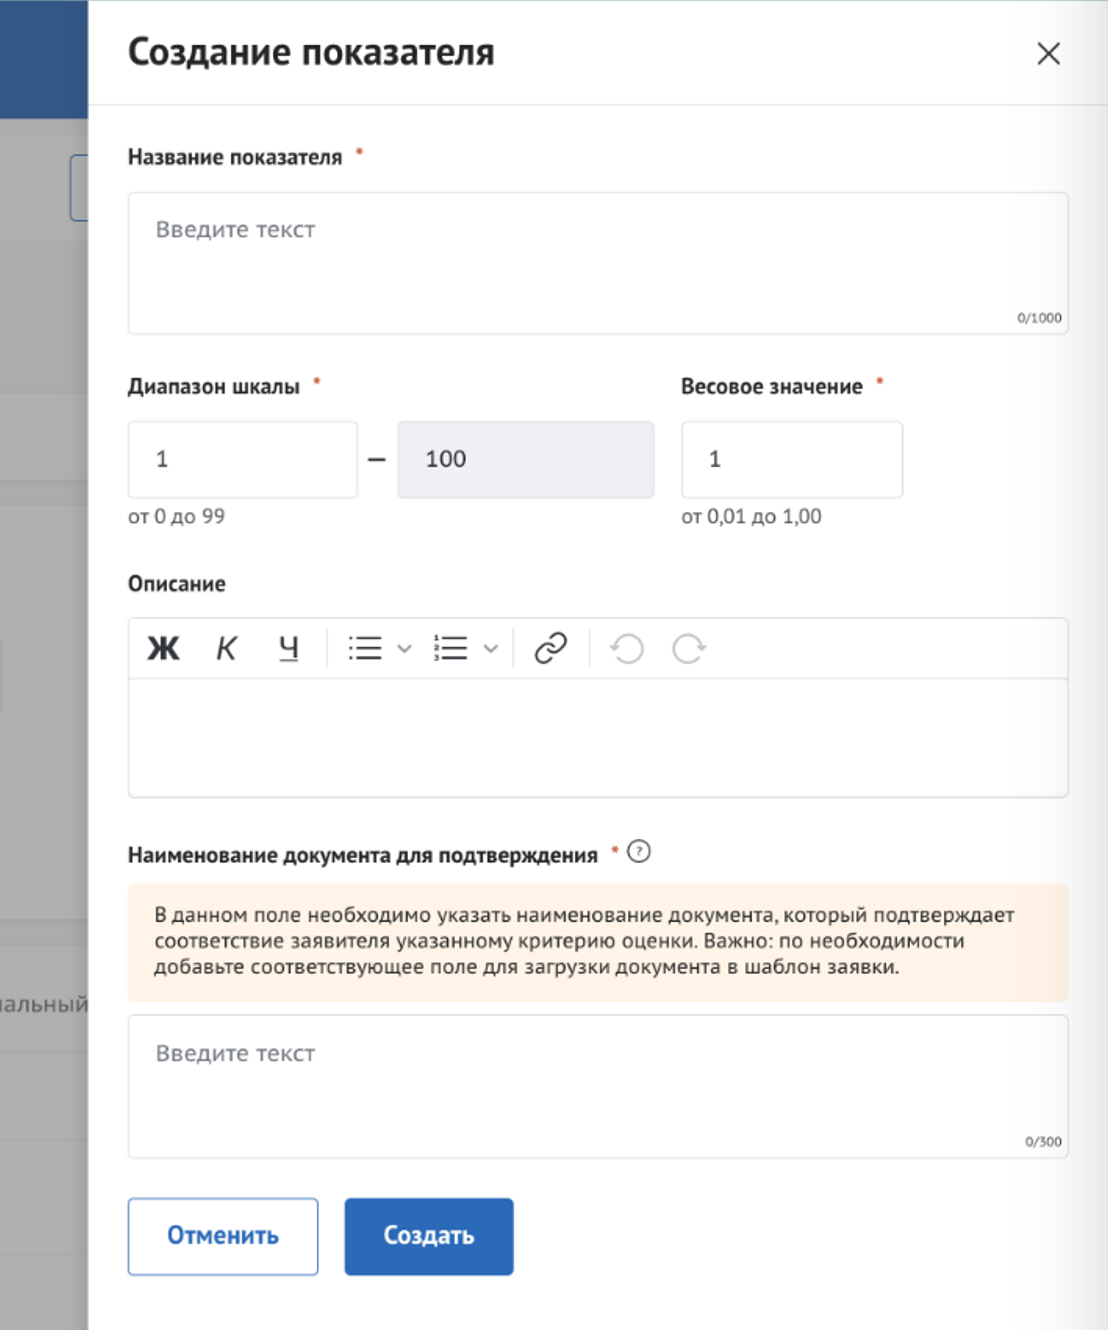 Создание показателя
Название показателя *
Введите текст
0/1000
Диапазон шкалы *
Весовое значение *
1 – 100
1
от 0 до 99
от 0,01 до 1,00
Описание
Ж К Ч
Наименование документа для подтверждения * ?
В данном поле необходимо указать наименование документа, который подтверждает
соответствие заявителя указанному критерию оценки. Важно: по необходимости
добавьте соответствующее поле для загрузки документа в шаблон заявки.
альный
Введите текст
0/300
Отменить
Создать